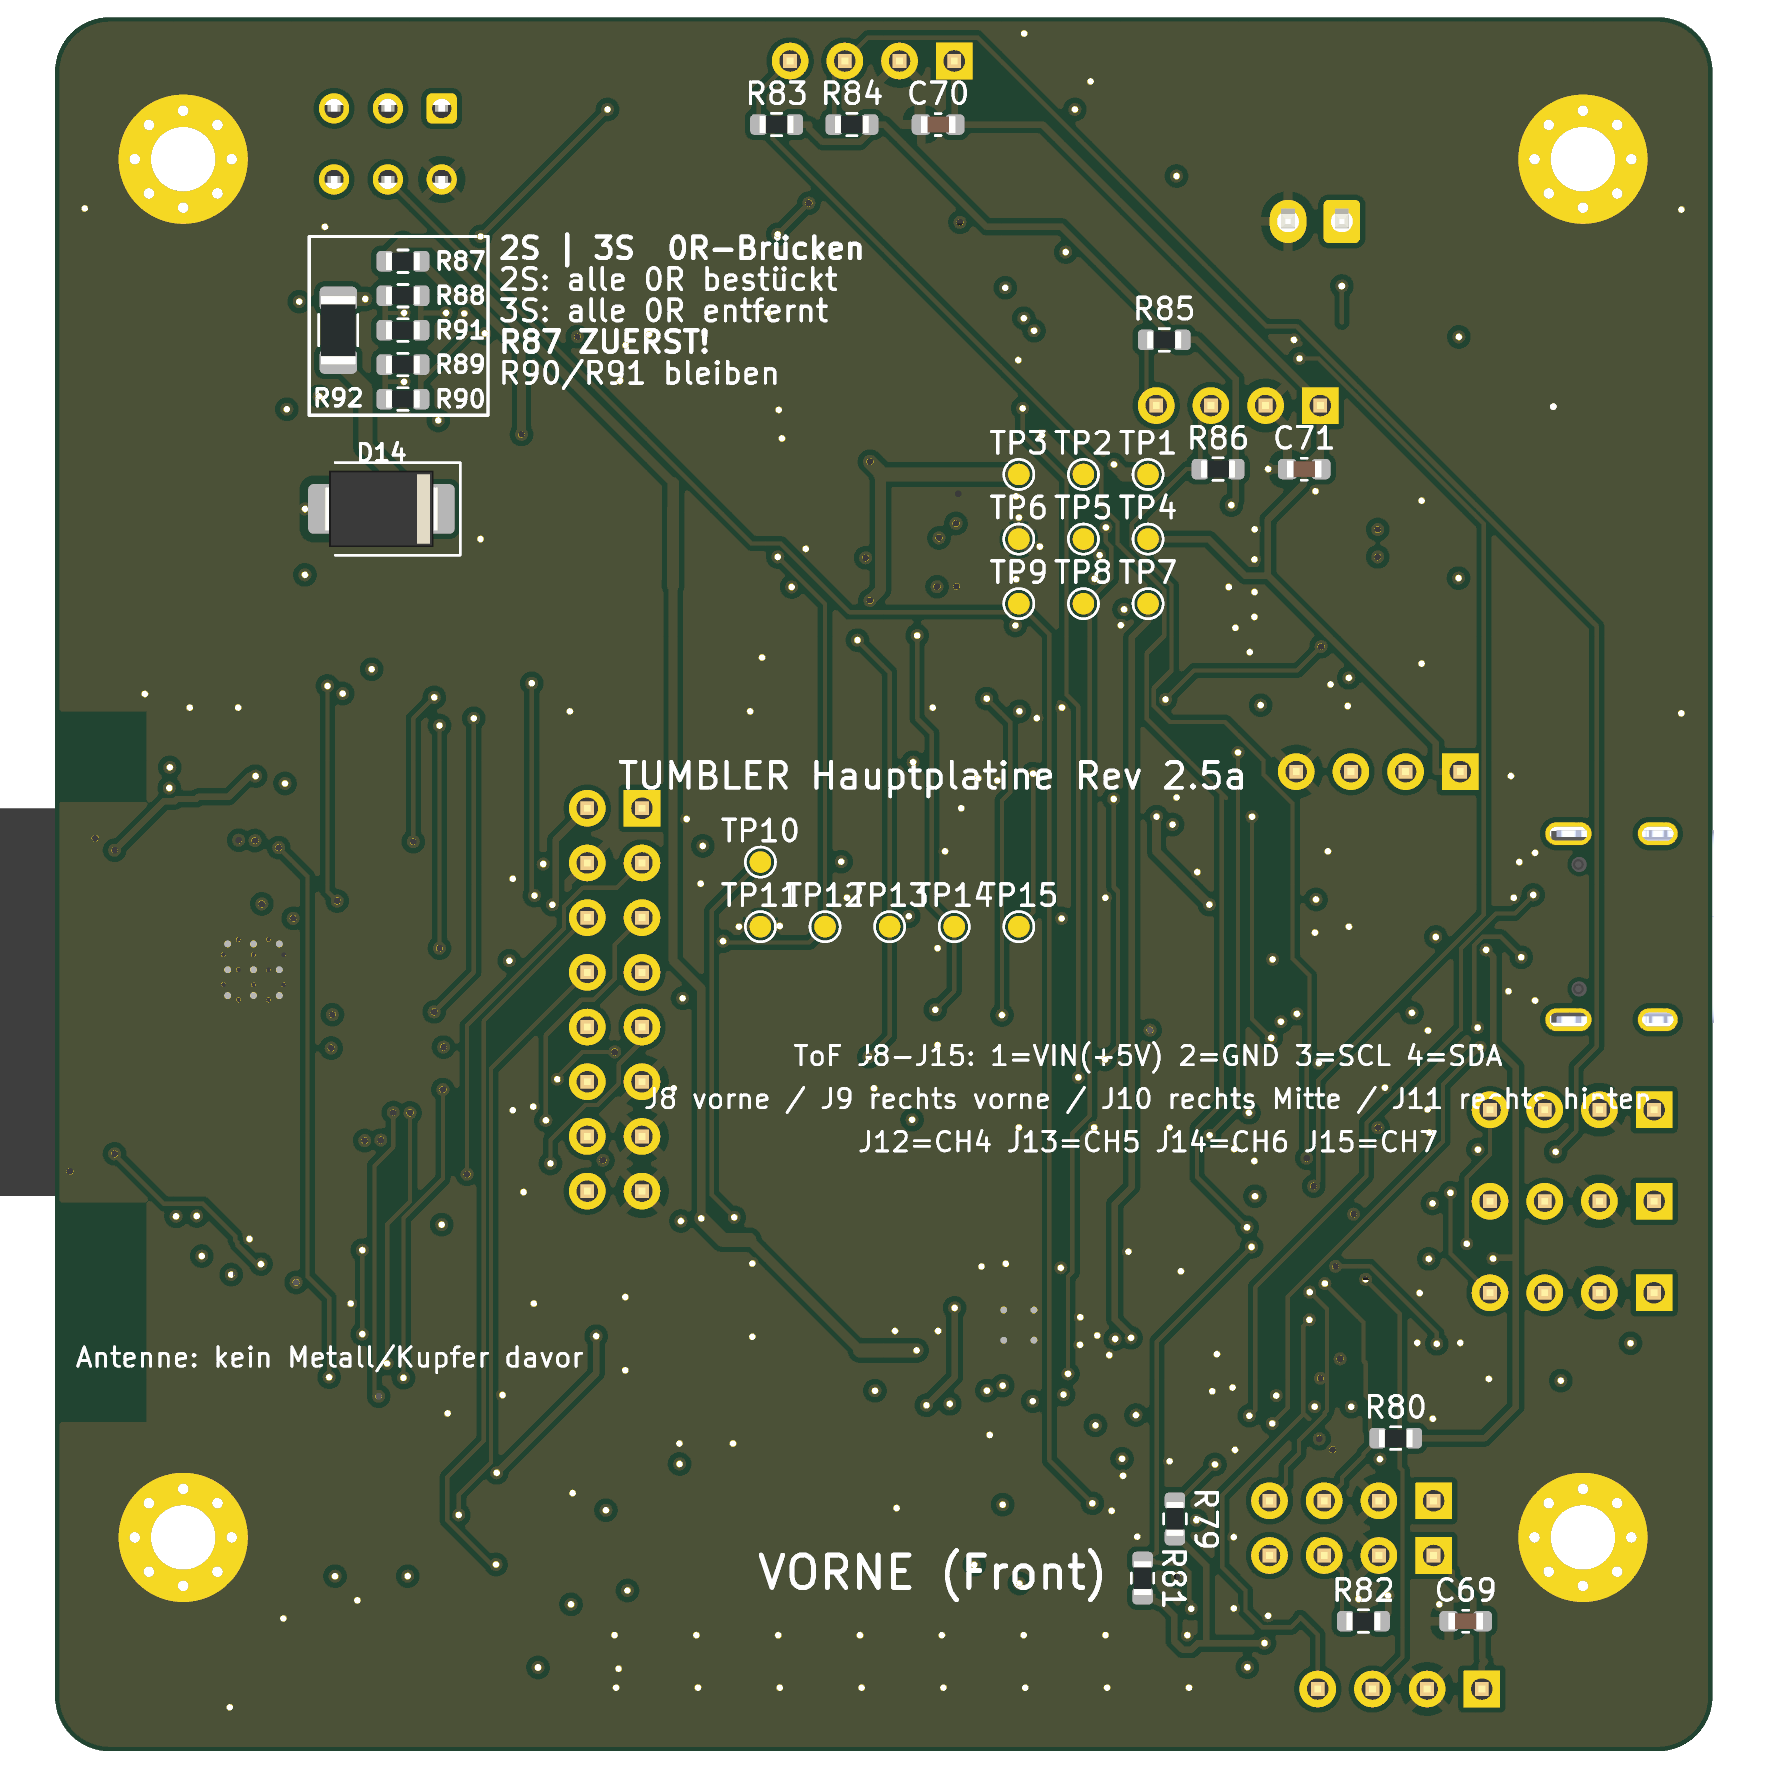 R83 R84 C70
2S | 3S  0R-Brücken
2S: alle 0R bestückt
3S: alle 0R entfernt
R87 ZUERST!
R90/R91 bleiben
R87
R88
R91
R89
R90
R92
D14
R85
R86 C71
TP3 TP2 TP1
TP6 TP5 TP4
TP9 TP8 TP7
TUMBLER Hauptplatine Rev 2.5a
TP10
TP11 TP12 TP13 TP14 TP15
ToF J8-J15: 1=VIN(+5V) 2=GND 3=SCL 4=SDA
J8 vorne / J9 rechts vorne / J10 rechts Mitte / J11 rechts hinten
J12=CH4 J13=CH5 J14=CH6 J15=CH7
Antenne: kein Metall/Kupfer davor
R80
R79
R81
VORNE (Front)
R82 C69